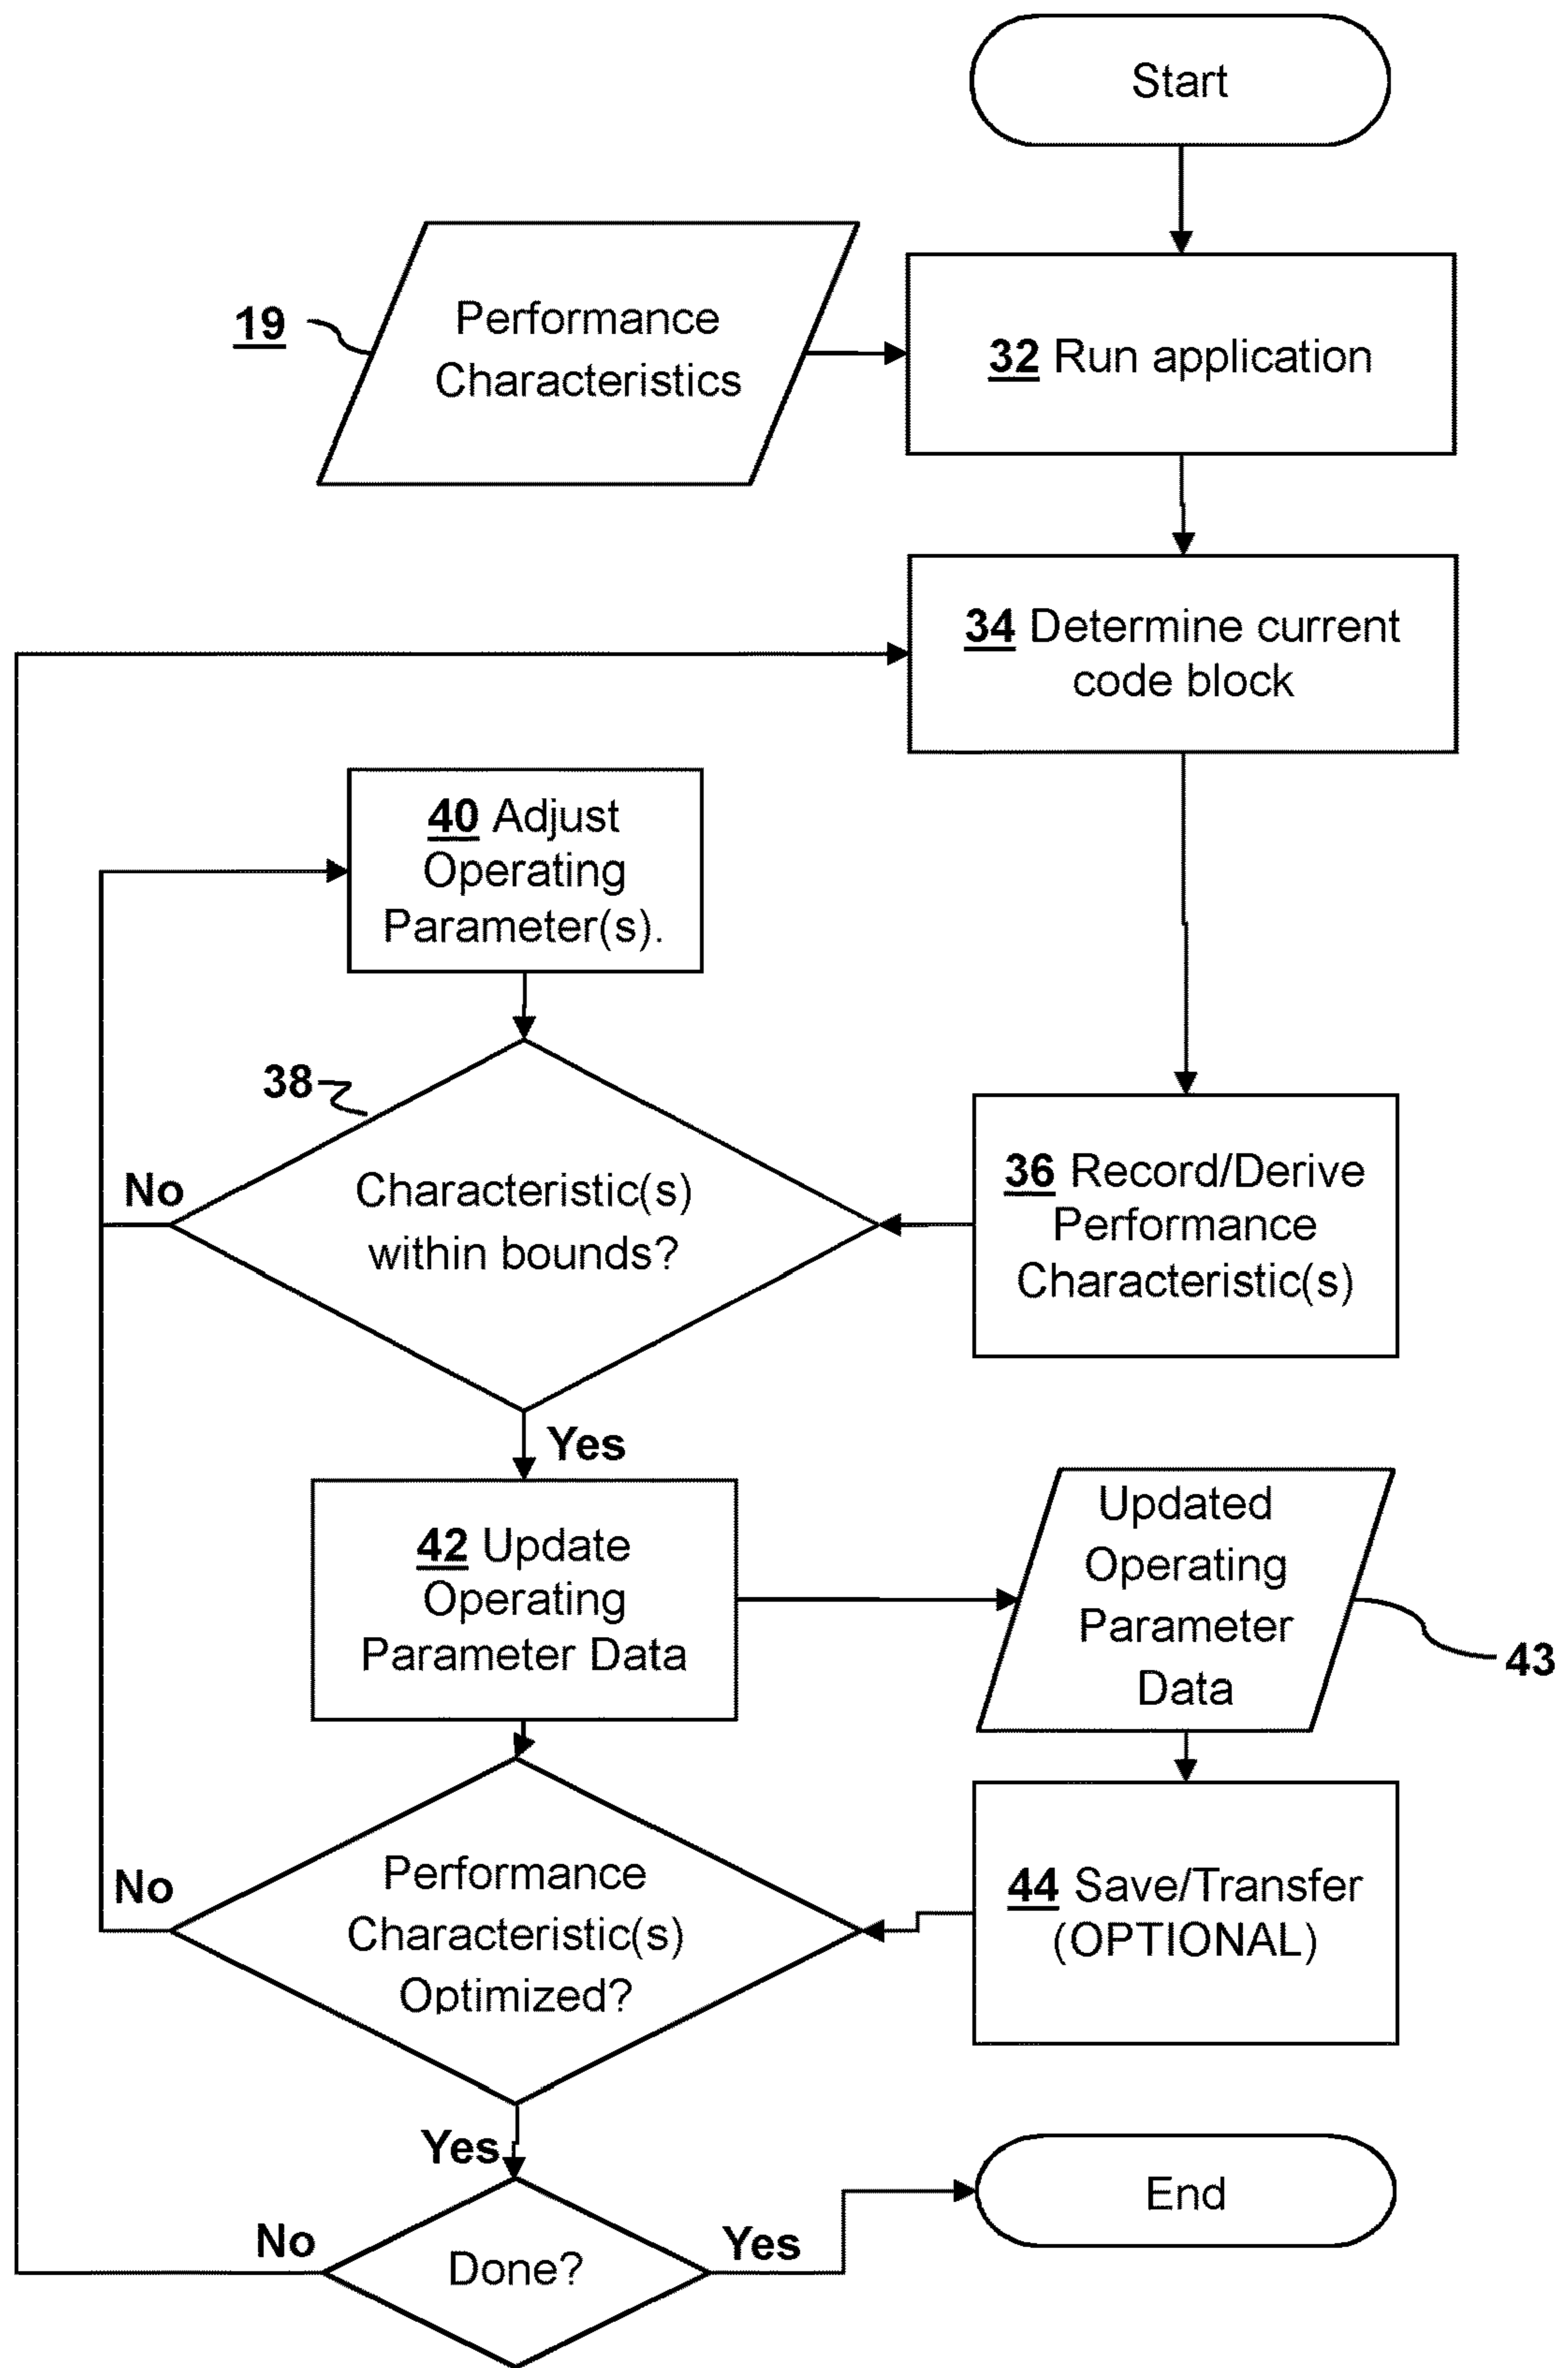 Start
19
Performance
Characteristics
32 Run application
34 Determine current
code block
40 Adjust
Operating
Parameter(s).
38
No
Characteristic(s)
within bounds?
36 Record/Derive
Performance
Characteristic(s)
Yes
42 Update
Operating
Parameter Data
Updated
Operating
Parameter
Data
43
No
Performance
Characteristic(s)
Optimized?
44 Save/Transfer
(OPTIONAL)
Yes
No
Done?
Yes
End